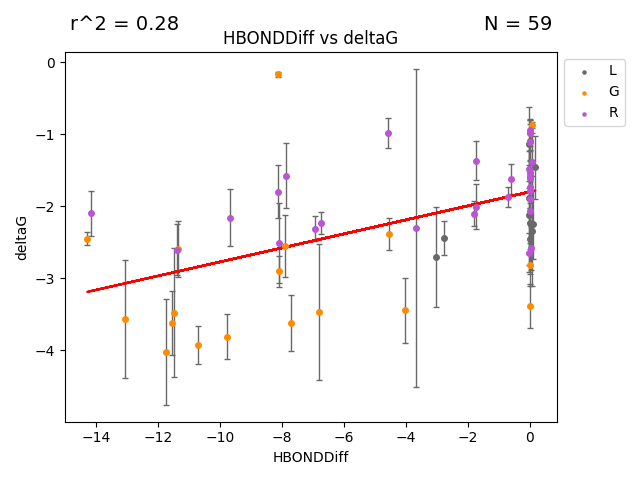 r^2 = 0.28
N = 59
HBONDDiff vs deltaG
L
G
R
0
−1
−2
−3
−4
deltaG
−14
−12
−10
−8
−6
−4
−2
0
HBONDDiff